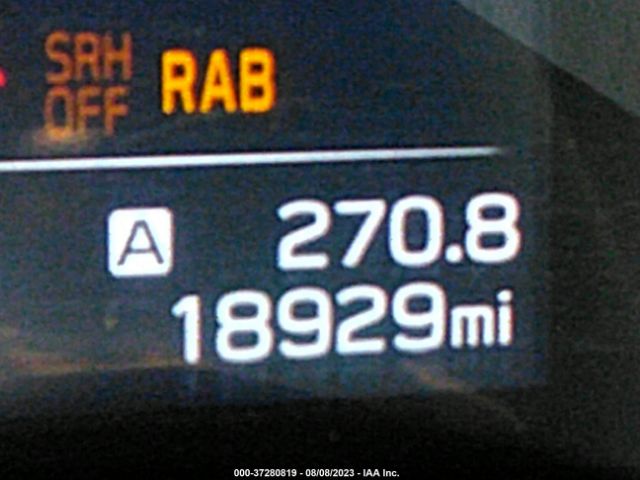 SRH RAB
OFF
A 270.8
18929mi
000-37280819 - 08/08/2023 - IAA Inc.